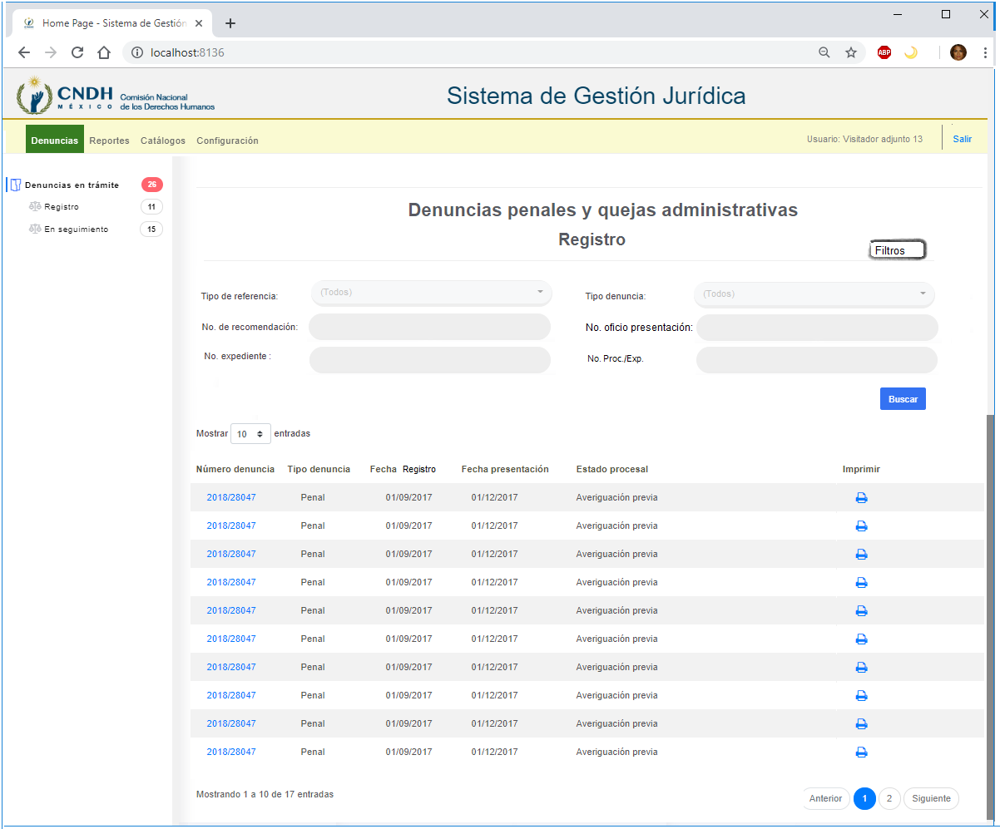 Home Page - Sistema de Gestión
localhost:8136
ABP
CNDH
MÉXICO
Comisión Nacional
de los Derechos Humanos
Sistema de Gestión Jurídica
Denuncias Reportes Catálogos Configuración Usuario: Visitador adjunto 13 Salir
Denuncias en trámite 26
Registro 11
En seguimiento 15
Denuncias penales y quejas administrativas
Registro
Filtros
Tipo de referencia: (Todos) Tipo denuncia: (Todos)
No. de recomendación: No. oficio presentación:
No. expediente : No. Proc./Exp.
Buscar
Mostrar 10 entradas
Número denuncia Tipo denuncia Fecha Registro Fecha presentación Estado procesal Imprimir
2018/28047 Penal 01/09/2017 01/12/2017 Averiguación previa
2018/28047 Penal 01/09/2017 01/12/2017 Averiguación previa
2018/28047 Penal 01/09/2017 01/12/2017 Averiguación previa
2018/28047 Penal 01/09/2017 01/12/2017 Averiguación previa
2018/28047 Penal 01/09/2017 01/12/2017 Averiguación previa
2018/28047 Penal 01/09/2017 01/12/2017 Averiguación previa
2018/28047 Penal 01/09/2017 01/12/2017 Averiguación previa
2018/28047 Penal 01/09/2017 01/12/2017 Averiguación previa
2018/28047 Penal 01/09/2017 01/12/2017 Averiguación previa
2018/28047 Penal 01/09/2017 01/12/2017 Averiguación previa
Mostrando 1 a 10 de 17 entradas Anterior 1 2 Siguiente